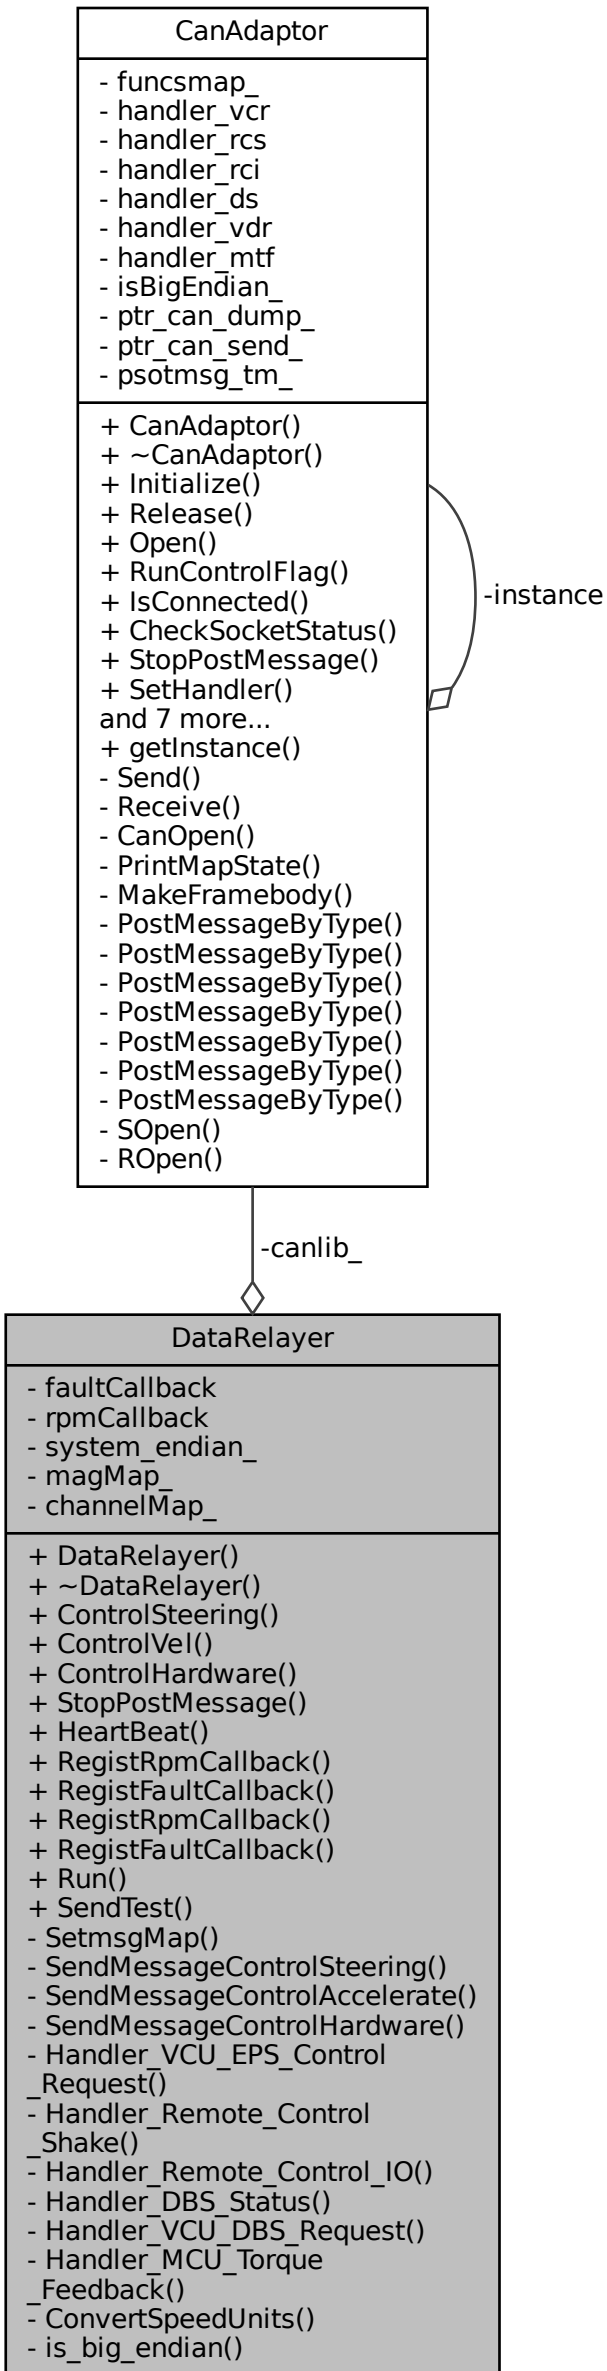 CanAdaptor
- funcsmap_
- handler_vcr
- handler_rcs
- handler_rci
- handler_ds
- handler_vdr
- handler_mtf
- isBigEndian_
- ptr_can_dump_
- ptr_can_send_
- psotmsg_tm_
+ CanAdaptor()
+ ~CanAdaptor()
+ Initialize()
+ Release()
+ Open()
+ RunControlFlag()
+ IsConnected()
+ CheckSocketStatus()
+ StopPostMessage()
+ SetHandler()
and 7 more...
+ getInstance()
- Send()
- Receive()
- CanOpen()
- PrintMapState()
- MakeFramebody()
- PostMessageByType()
- PostMessageByType()
- PostMessageByType()
- PostMessageByType()
- PostMessageByType()
- PostMessageByType()
- PostMessageByType()
- SOpen()
- ROpen()
-instance
-canlib_
DataRelayer
- faultCallback
- rpmCallback
- system_endian_
- magMap_
- channelMap_
+ DataRelayer()
+ ~DataRelayer()
+ ControlSteering()
+ ControlVel()
+ ControlHardware()
+ StopPostMessage()
+ HeartBeat()
+ RegistRpmCallback()
+ RegistFaultCallback()
+ RegistRpmCallback()
+ RegistFaultCallback()
+ Run()
+ SendTest()
- SetmsgMap()
- SendMessageControlSteering()
- SendMessageControlAccelerate()
- SendMessageControlHardware()
- Handler_VCU_EPS_Control
_Request()
- Handler_Remote_Control
_Shake()
- Handler_Remote_Control_IO()
- Handler_DBS_Status()
- Handler_VCU_DBS_Request()
- Handler_MCU_Torque
_Feedback()
- ConvertSpeedUnits()
- is_big_endian()